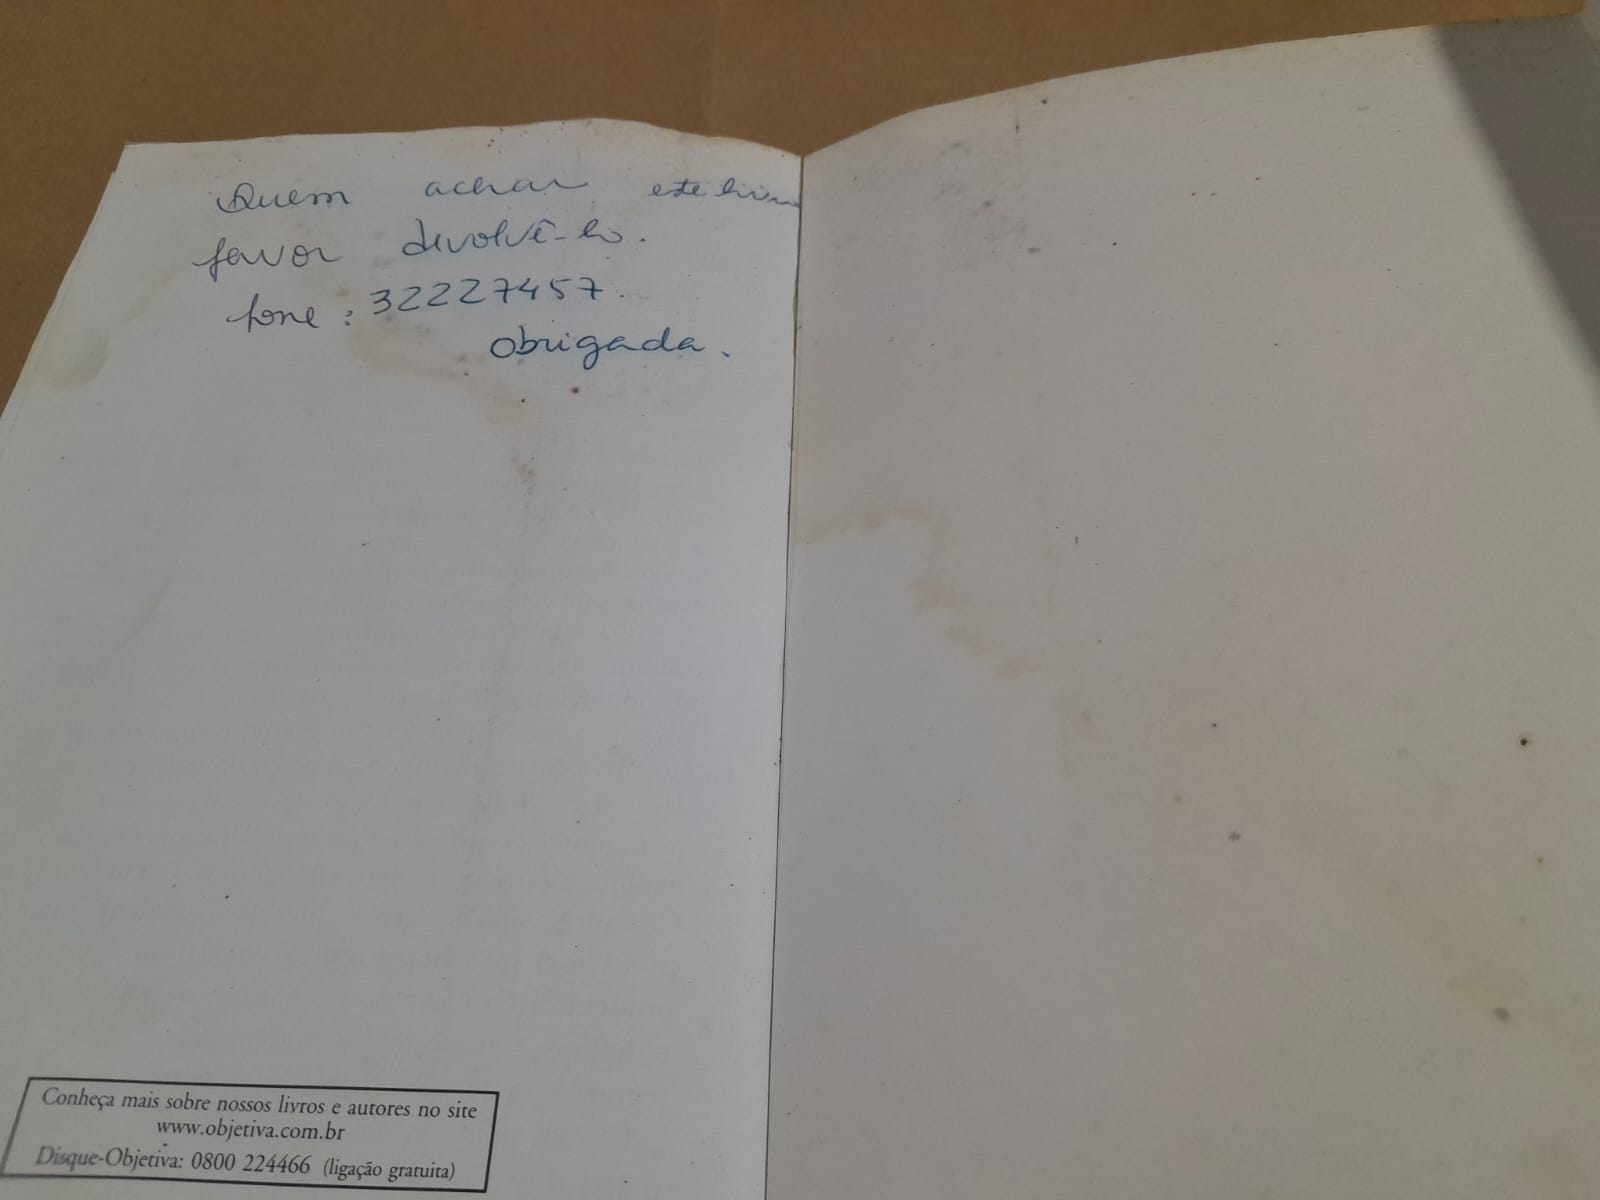 Quem achar este livro
favor devolvê-lo.
fone: 32227457.
obrigada.
Conheça mais sobre nossos livros e autores no site
www.objetiva.com.br
Disque-Objetiva: 0800 224466 (ligação gratuita)